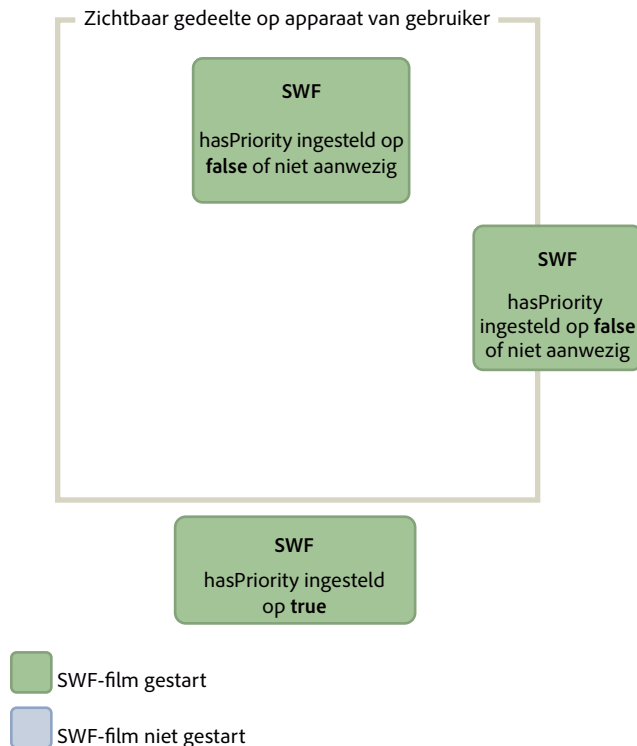 Zichtbaar gedeelte op apparaat van gebruiker
SWF
hasPriority ingesteld op
false of niet aanwezig
SWF
hasPriority
ingesteld op false
of niet aanwezig
SWF
hasPriority ingesteld
op true
SWF-film gestart
SWF-film niet gestart